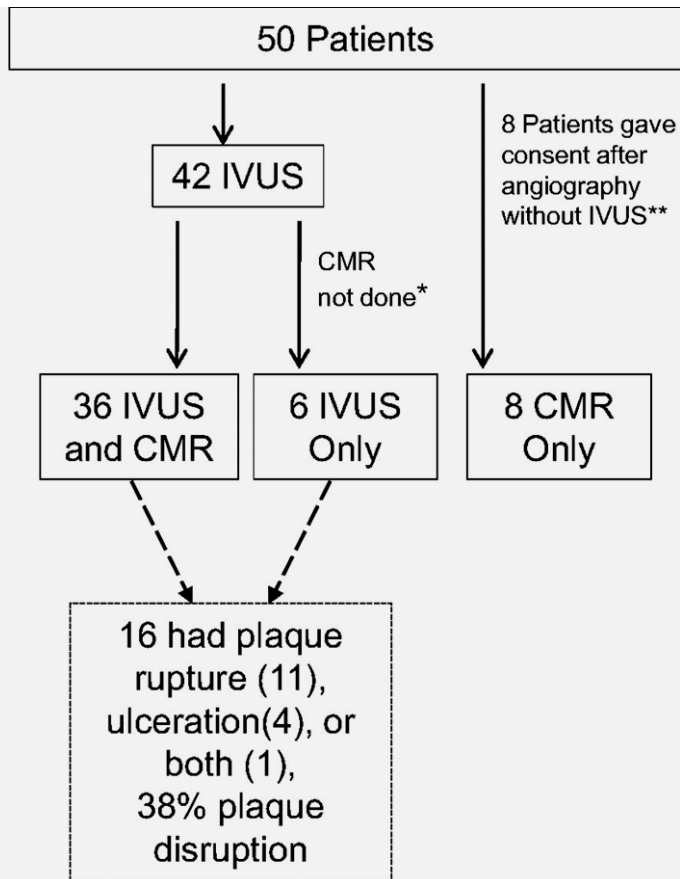 50 Patients
8 Patients gave
consent after
angiography
without IVUS**
42 IVUS
CMR
not done*
36 IVUS
and CMR
6 IVUS
Only
8 CMR
Only
16 had plaque
rupture (11),
ulceration(4), or
both (1),
38% plaque
disruption